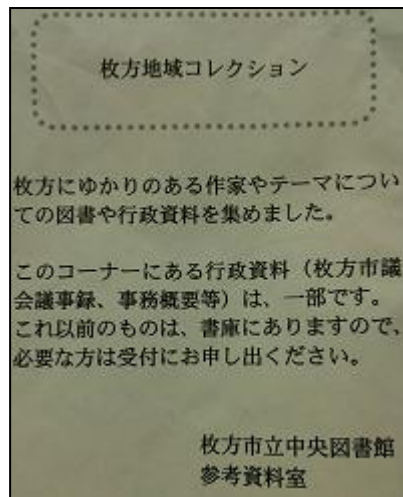 枚方地域コレクション
枚方にゆかりのある作家やテーマについ
ての図書や行政資料を集めました。
このコーナーにある行政資料（枚方市議
会議事録、事務概要等）は、一部です。
これ以前のものは、書庫にありますので、
必要な方は受付にお申し出ください。
枚方市立中央図書館
参考資料室